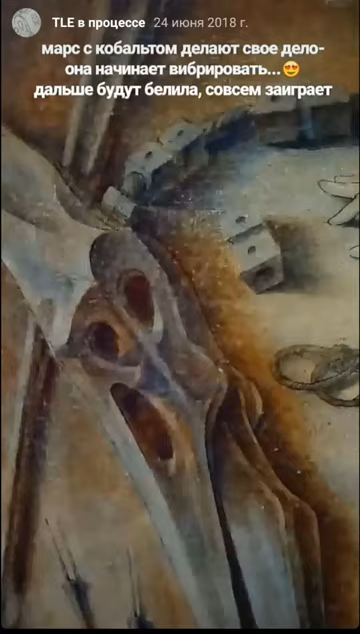 TLE в процессе 24 июня 2018 г.
марс с кобальтом делают свое дело-
она начинает вибрировать...😍
дальше будут белила, совсем заиграет